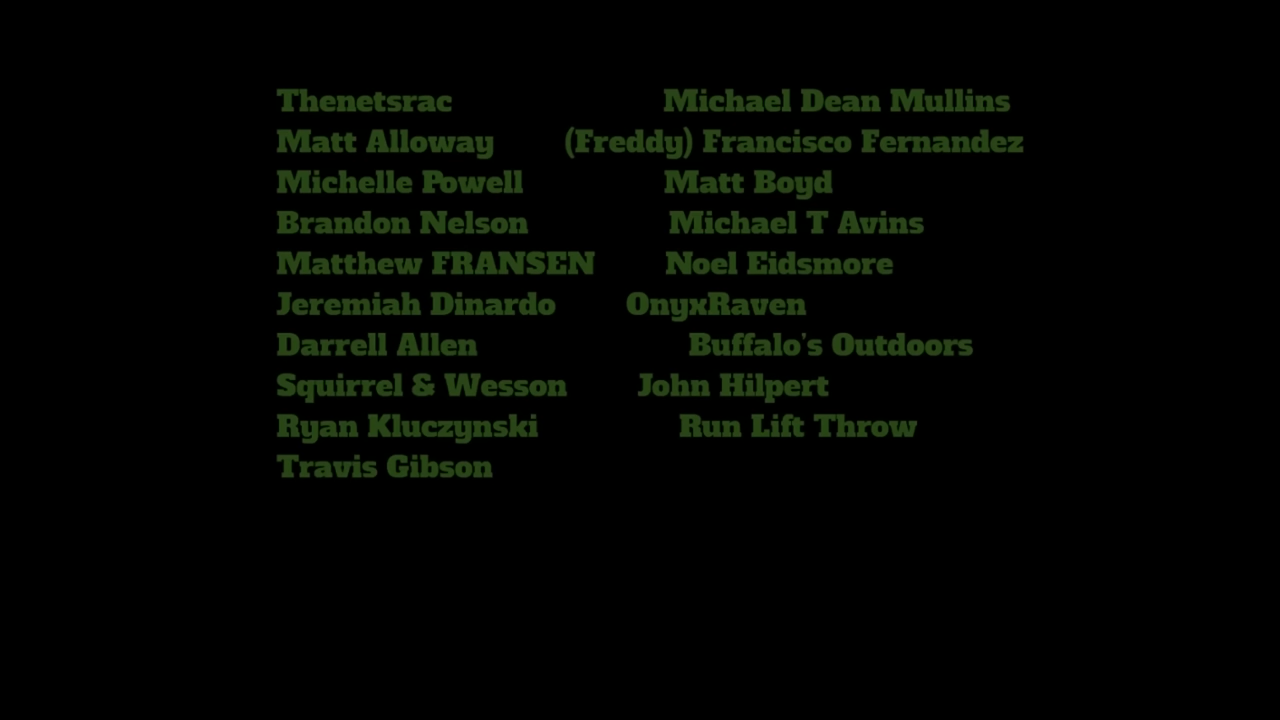 Thenetsrac Michael Dean Mullins
Matt Alloway (Freddy) Francisco Fernandez
Michelle Powell Matt Boyd
Brandon Nelson Michael T Avins
Matthew FRANSEN Noel Eidsmore
Jeremiah Dinardo OnyxRaven
Darrell Allen Buffalo's Outdoors
Squirrel & Wesson John Hilpert
Ryan Kluczynski Run Lift Throw
Travis Gibson